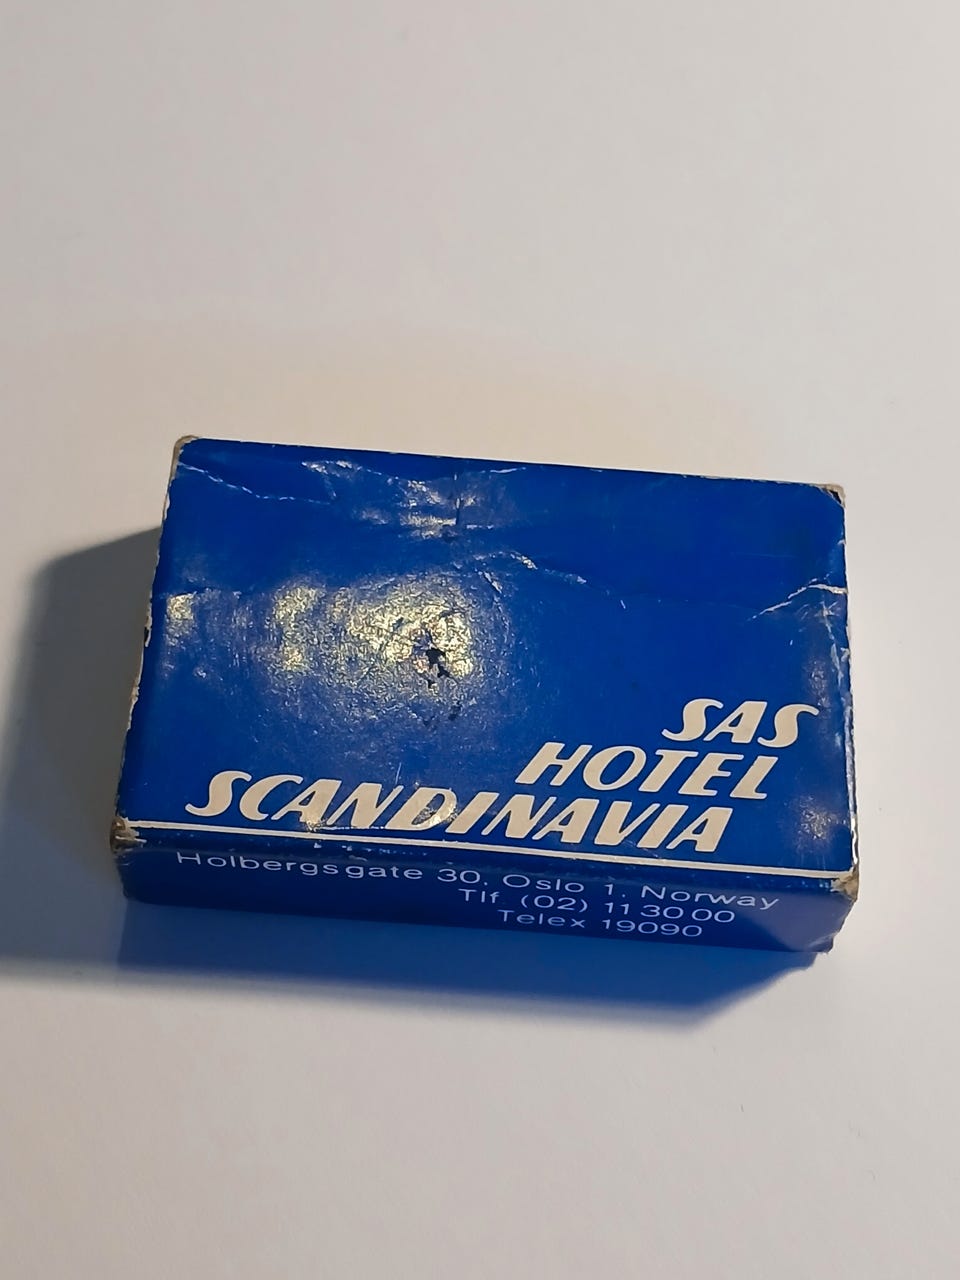 SAS
HOTEL
SCANDINAVIA
Holbergsgate 30, Oslo 1, Norway
Tlf. (02) 11 30 00
Telex 19090